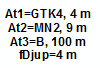 At1=GTK4, 4 m
At2=MN2, 9 m
At3=B, 100 m
fDjup=4 m